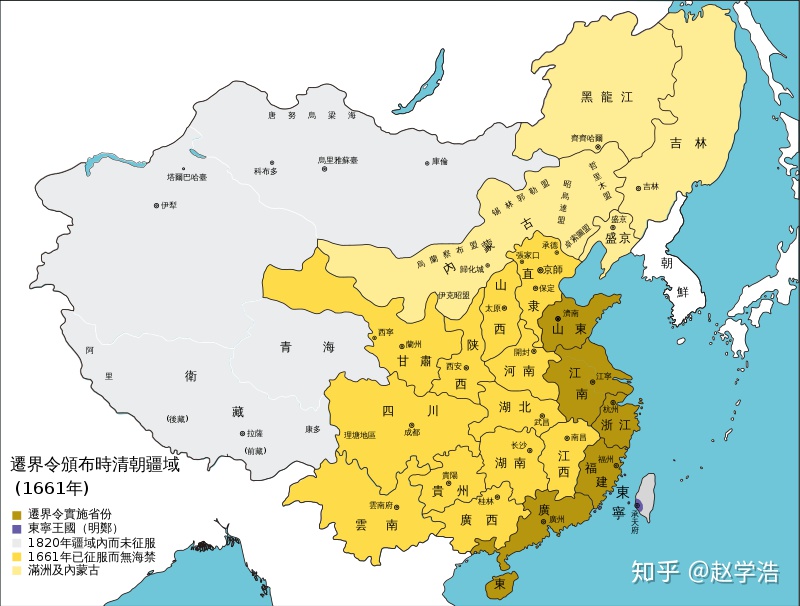 唐努烏梁海
黑龍江
齊齊哈爾
吉林
吉林
科布多
烏里雅蘇臺
庫倫
塔爾巴哈臺
伊犁
錫林郭勒盟
昭烏達盟
哲里木盟
卓索圖盟
盛京
盛京
內蒙古
烏蘭察布盟
歸化城
伊克昭盟
承德
張家口
京師
直隸
保定
朝鮮
山西
太原
濟南
山東
阿里
青海
西寧
蘭州
甘肅
陝西
西安
開封
河南
江南
江寧
衛藏
(後藏)
拉薩
(前藏)
康多
四川
成都
理塘地區
湖北
武昌
杭州
浙江
長沙
湖南
南昌
江西
福州
福建
貴陽
貴州
雲南府
雲南
桂林
廣西
廣東
廣州
東寧
承天府
遷界令頒布時清朝疆域
(1661年)
遷界令實施省份
東寧王國（明鄭）
1820年疆域內而未征服
1661年已征服而無海禁
滿洲及內蒙古
知乎 @赵学浩